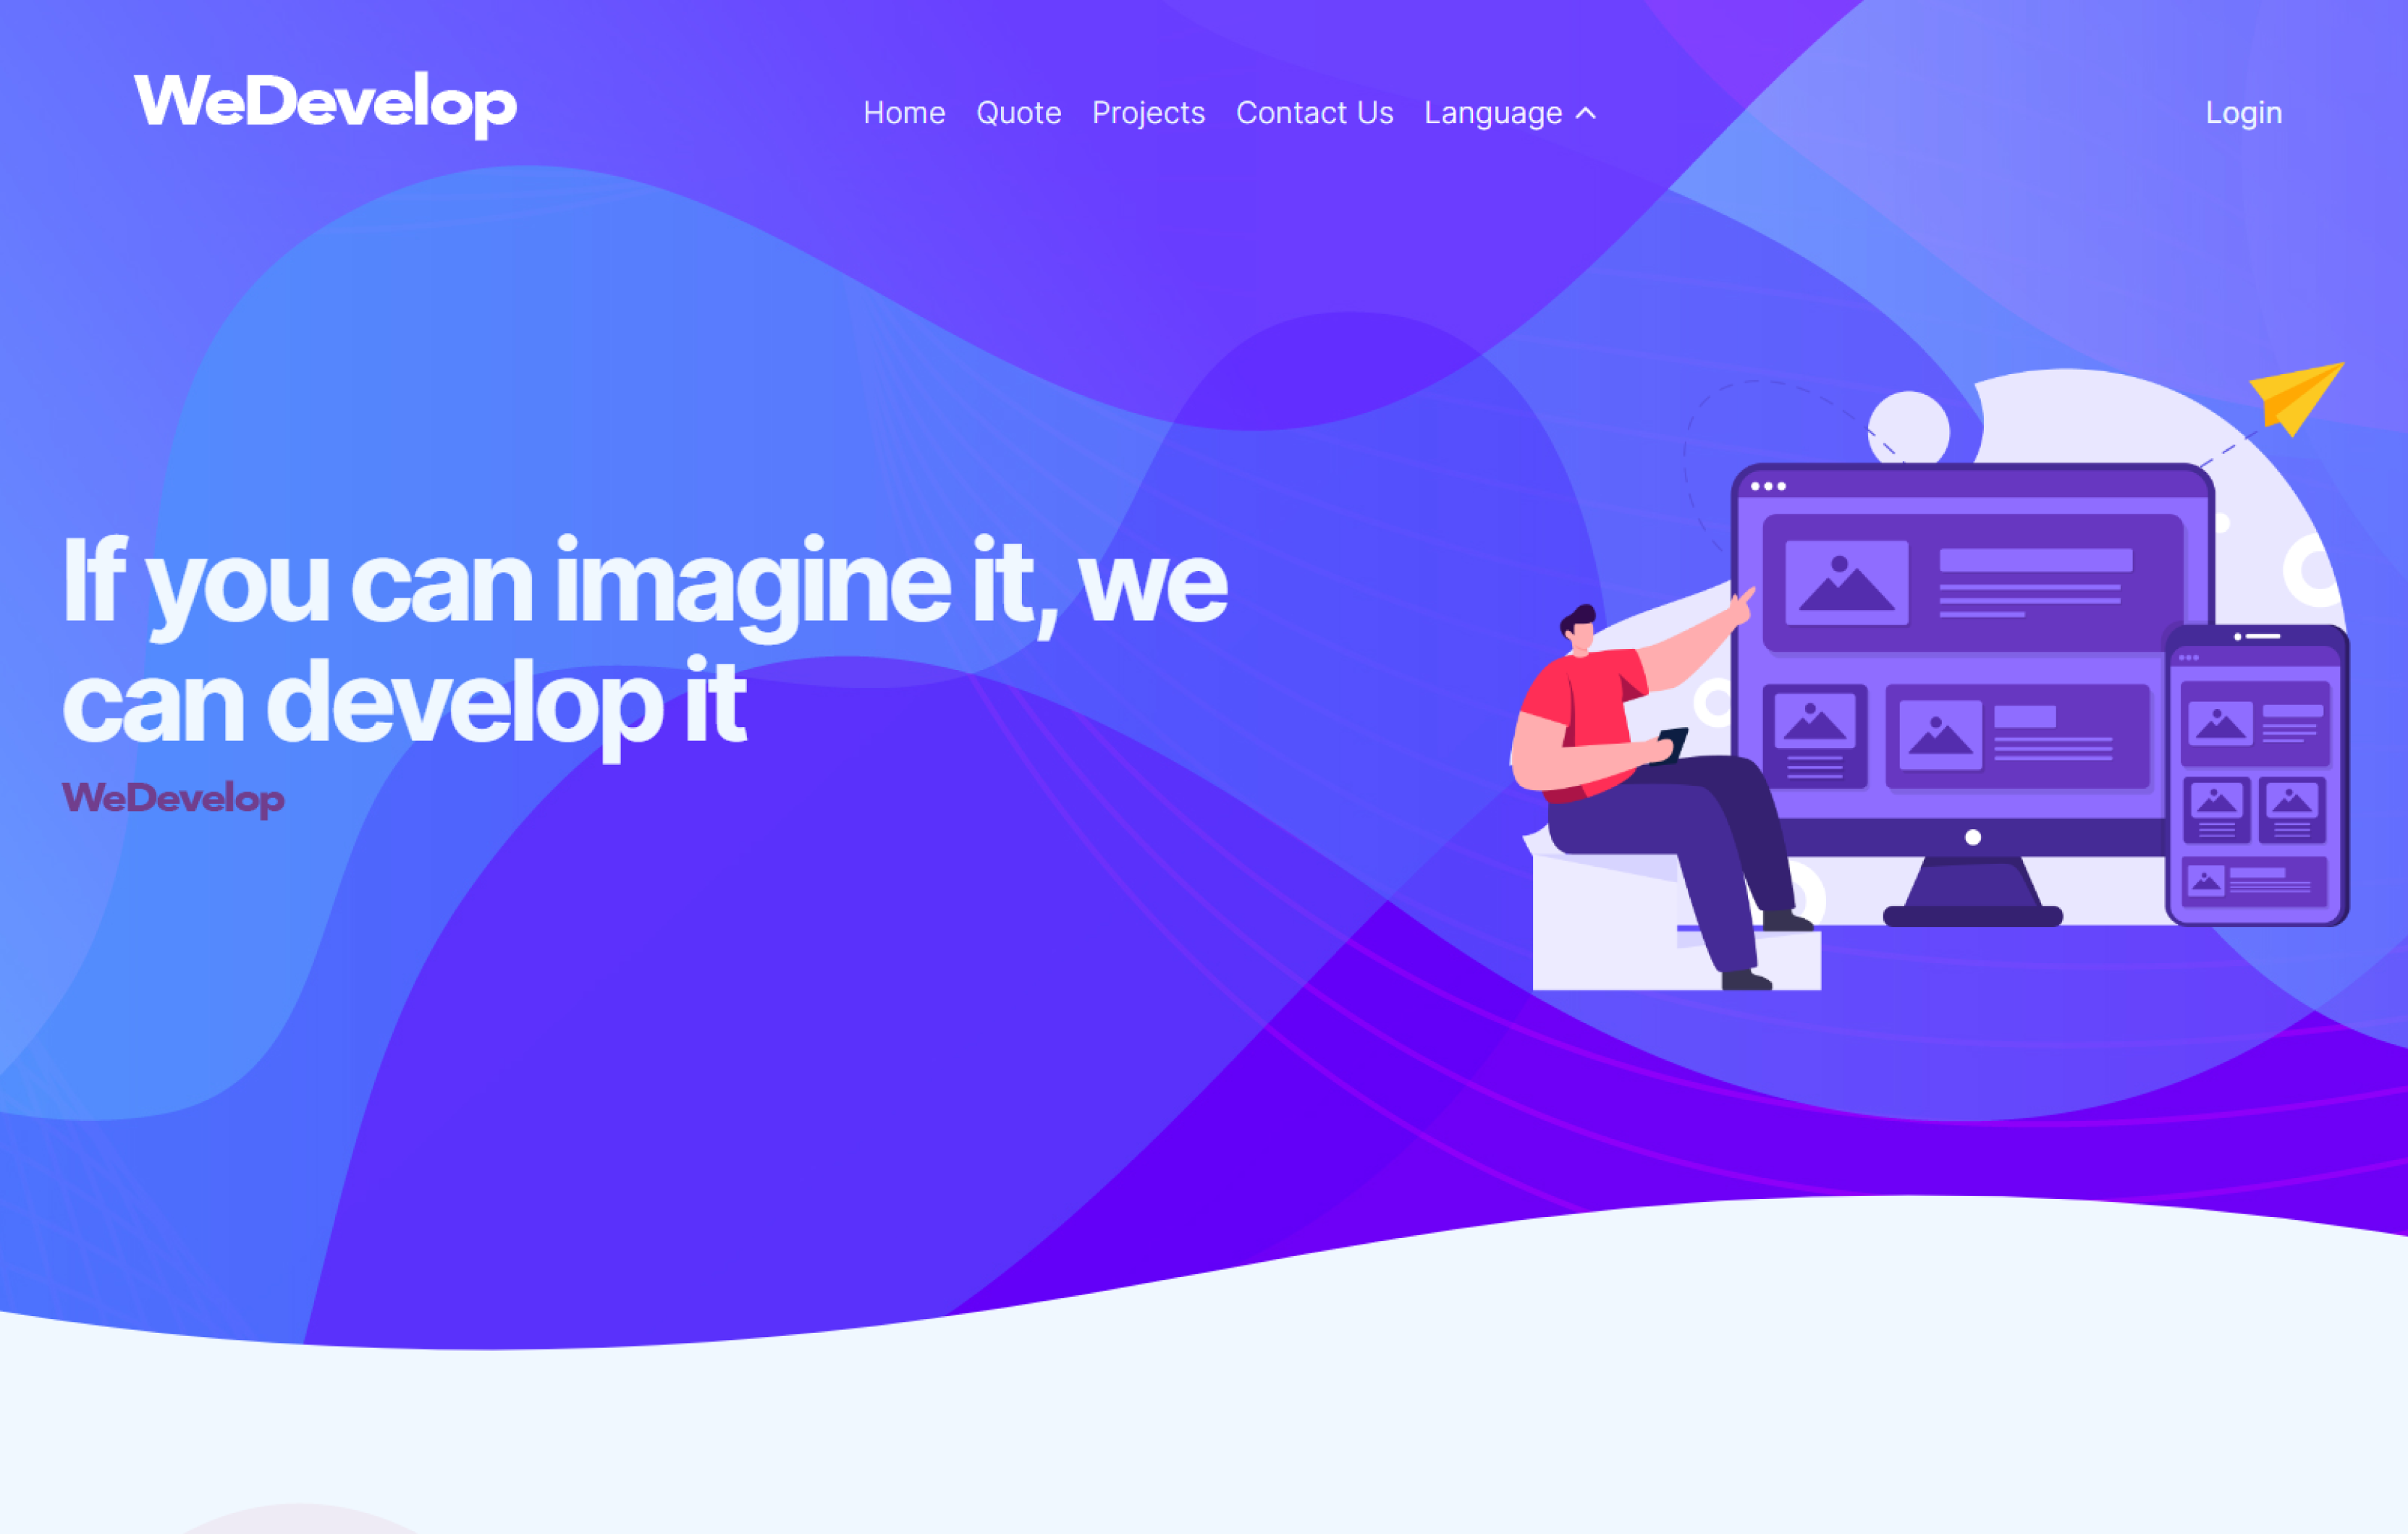 WeDevelop
Home Quote Projects Contact Us Language
Login
If you can imagine it, we
can develop it
WeDevelop